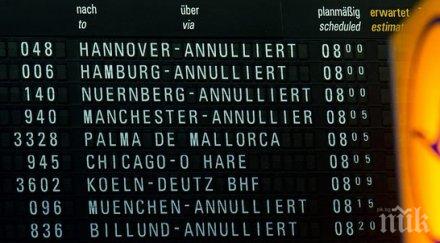 nach über planmäßig erwartet
to via scheduled estimat
048 HANNOVER-ANNULLIERT 08 00
006 HAMBURG-ANNULLIERT 08 00
140 NUERNBERG-ANNULLIERT 08 00
940 MANCHESTER-ANNULLIER 08 05
3328 PALMA DE MALLORCA 08 05
945 CHICAGO-O HARE 08 05
3602 KOELN-DEUTZ BHF 08 09
096 MUENCHEN-ANNULLIERT 08 15
836 BILLUND-ANNULLIERT 08 20